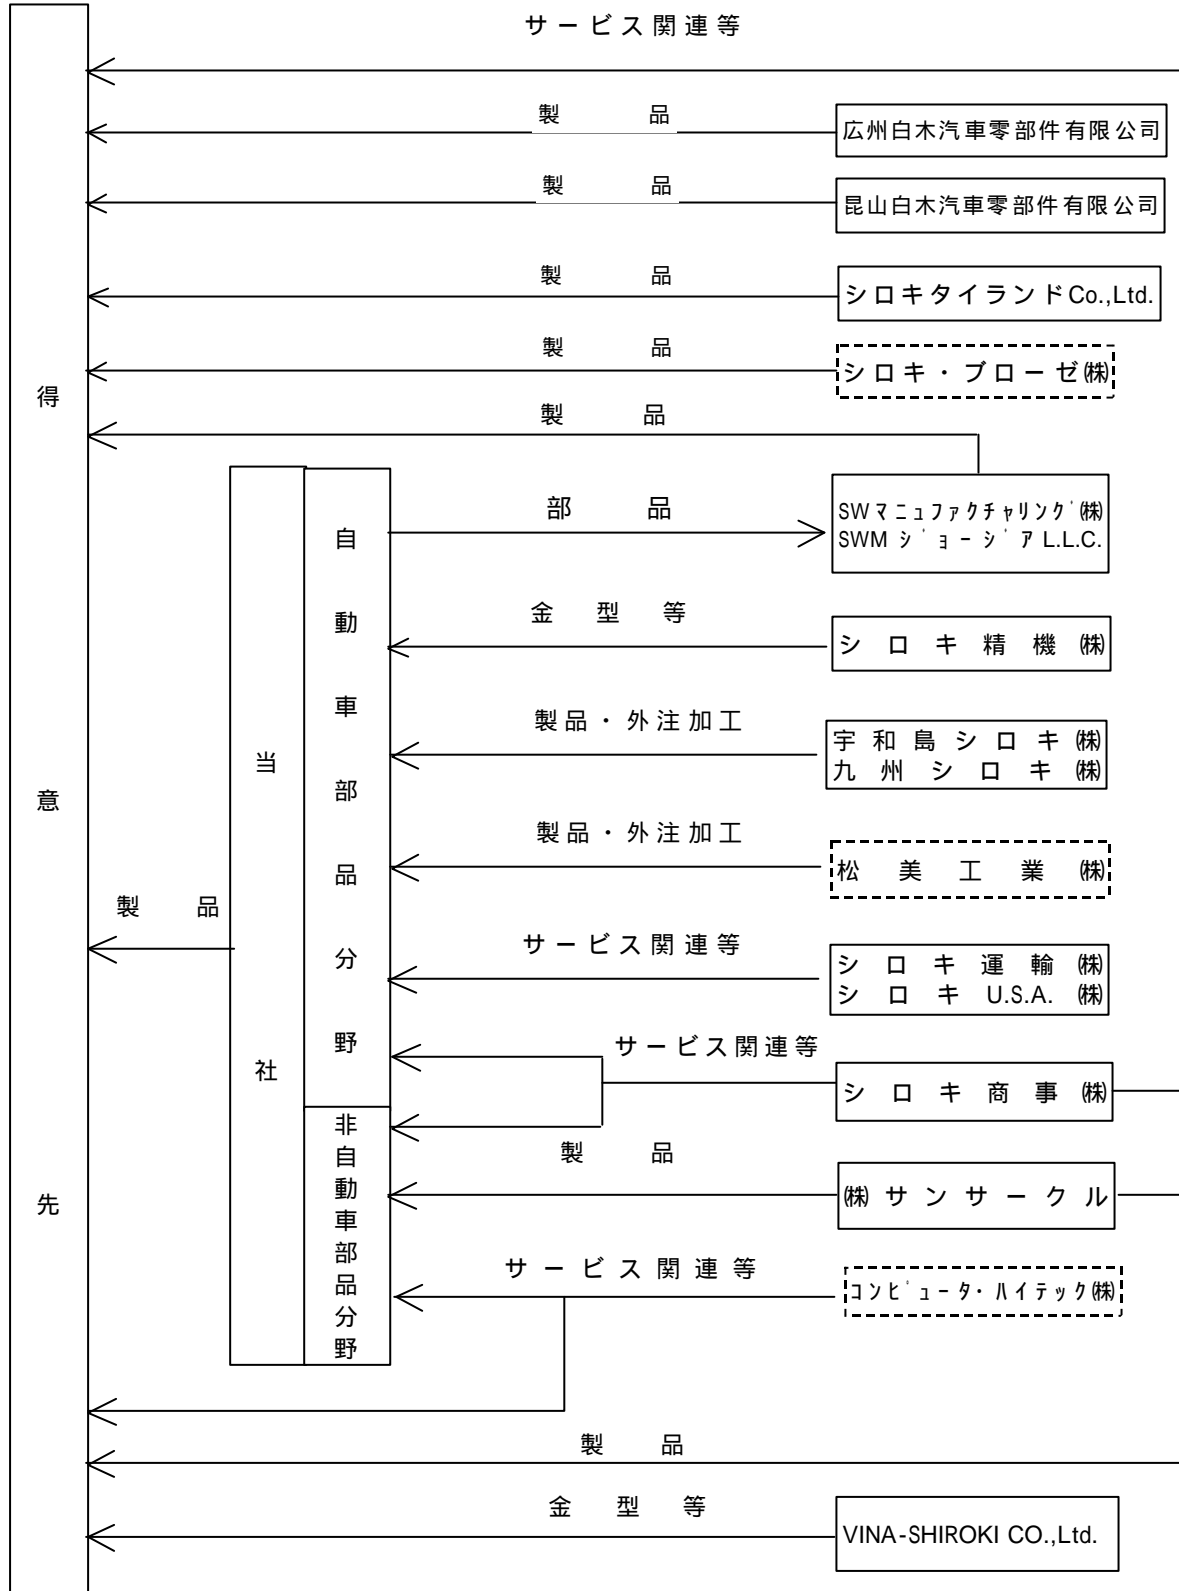 サービス関連等
製品
広州白木汽車零部件有限公司
製品
昆山白木汽車零部件有限公司
製品
シロキタイランドCo.,Ltd.
製品
シロキ・ブローゼ㈱
製品
部品
SWマニュファクチャリング㈱
SWMジョージアL.L.C.
金型等
シロキ精機㈱
製品・外注加工
宇和島シロキ㈱
九州シロキ㈱
製品・外注加工
松美工業㈱
サービス関連等
シロキ運輸㈱
シロキU.S.A.㈱
サービス関連等
シロキ商事㈱
製品
㈱サンサークル
サービス関連等
コンピュータ・ハイテック㈱
製品
金型等
VINA-SHIROKI CO.,Ltd.
得意先
製品
当社
自動車部品分野
非自動車部品分野